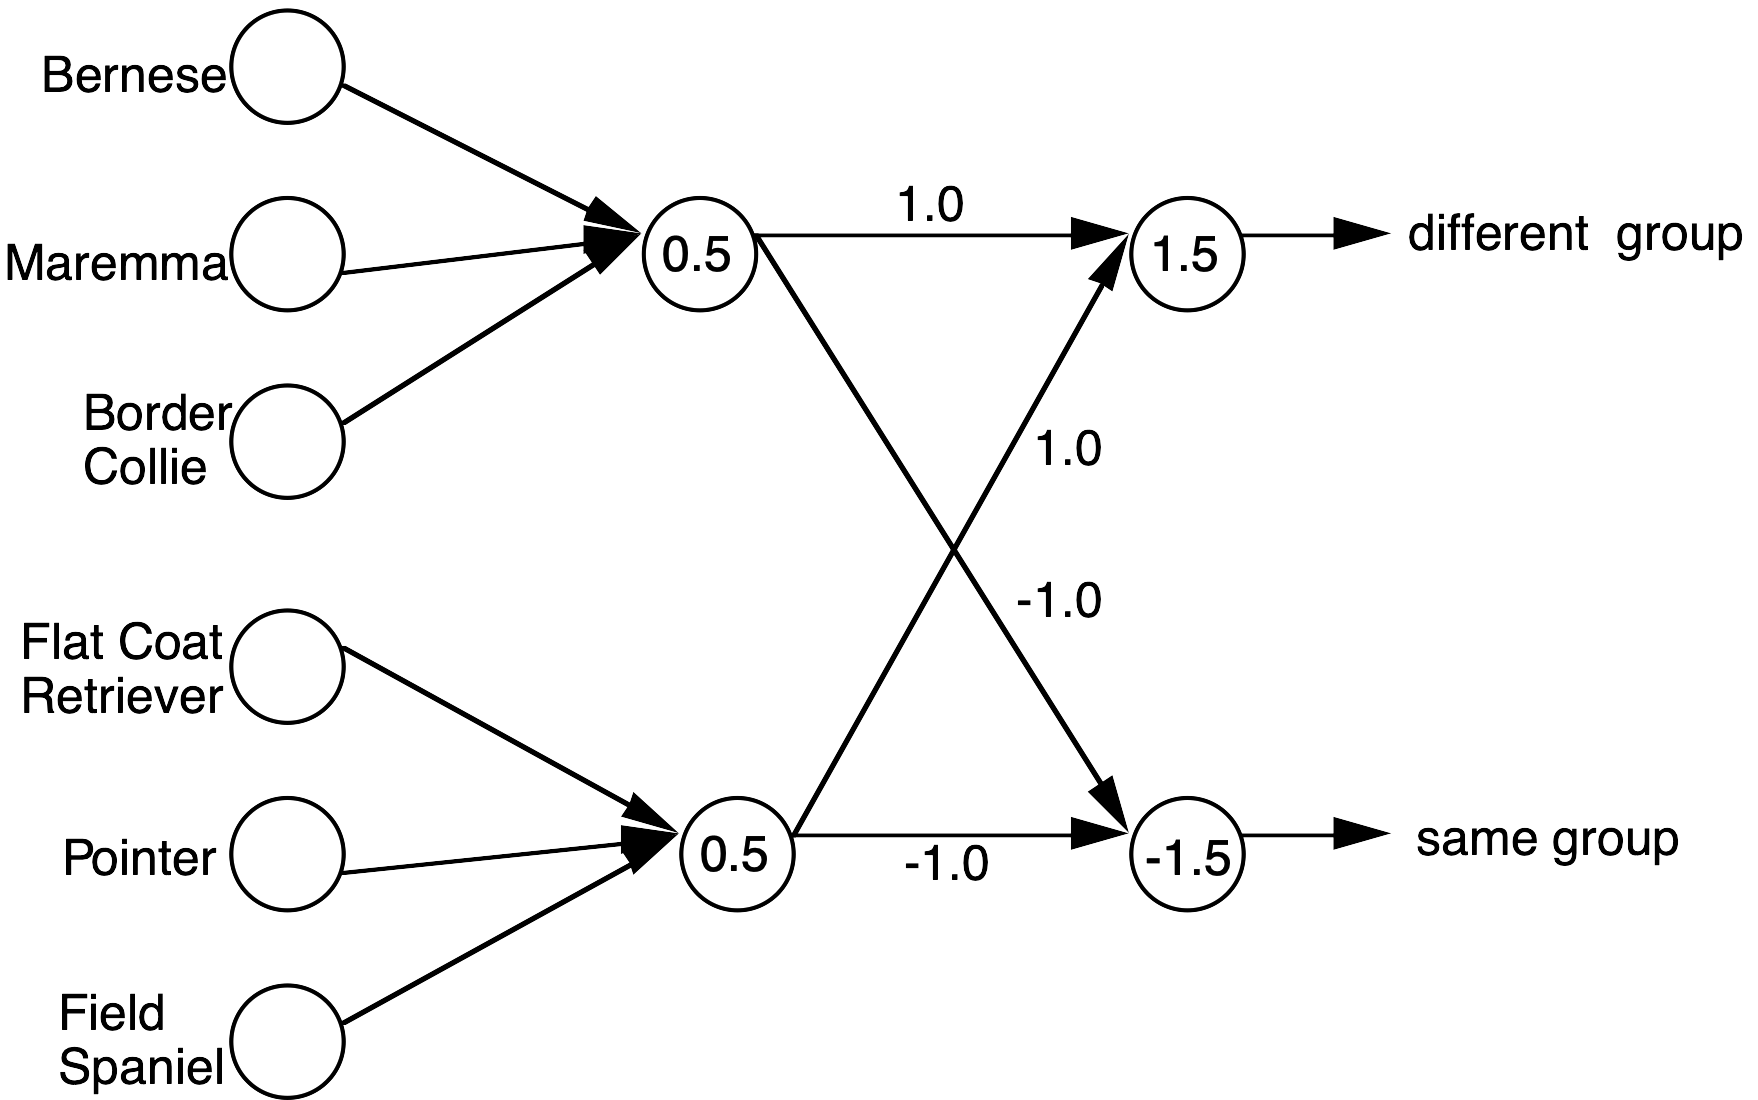 Bernese
Maremma
Border
Collie
Flat Coat
Retriever
Pointer
Field
Spaniel
0.5
0.5
1.0
1.0
-1.0
-1.0
1.5
-1.5
different group
same group